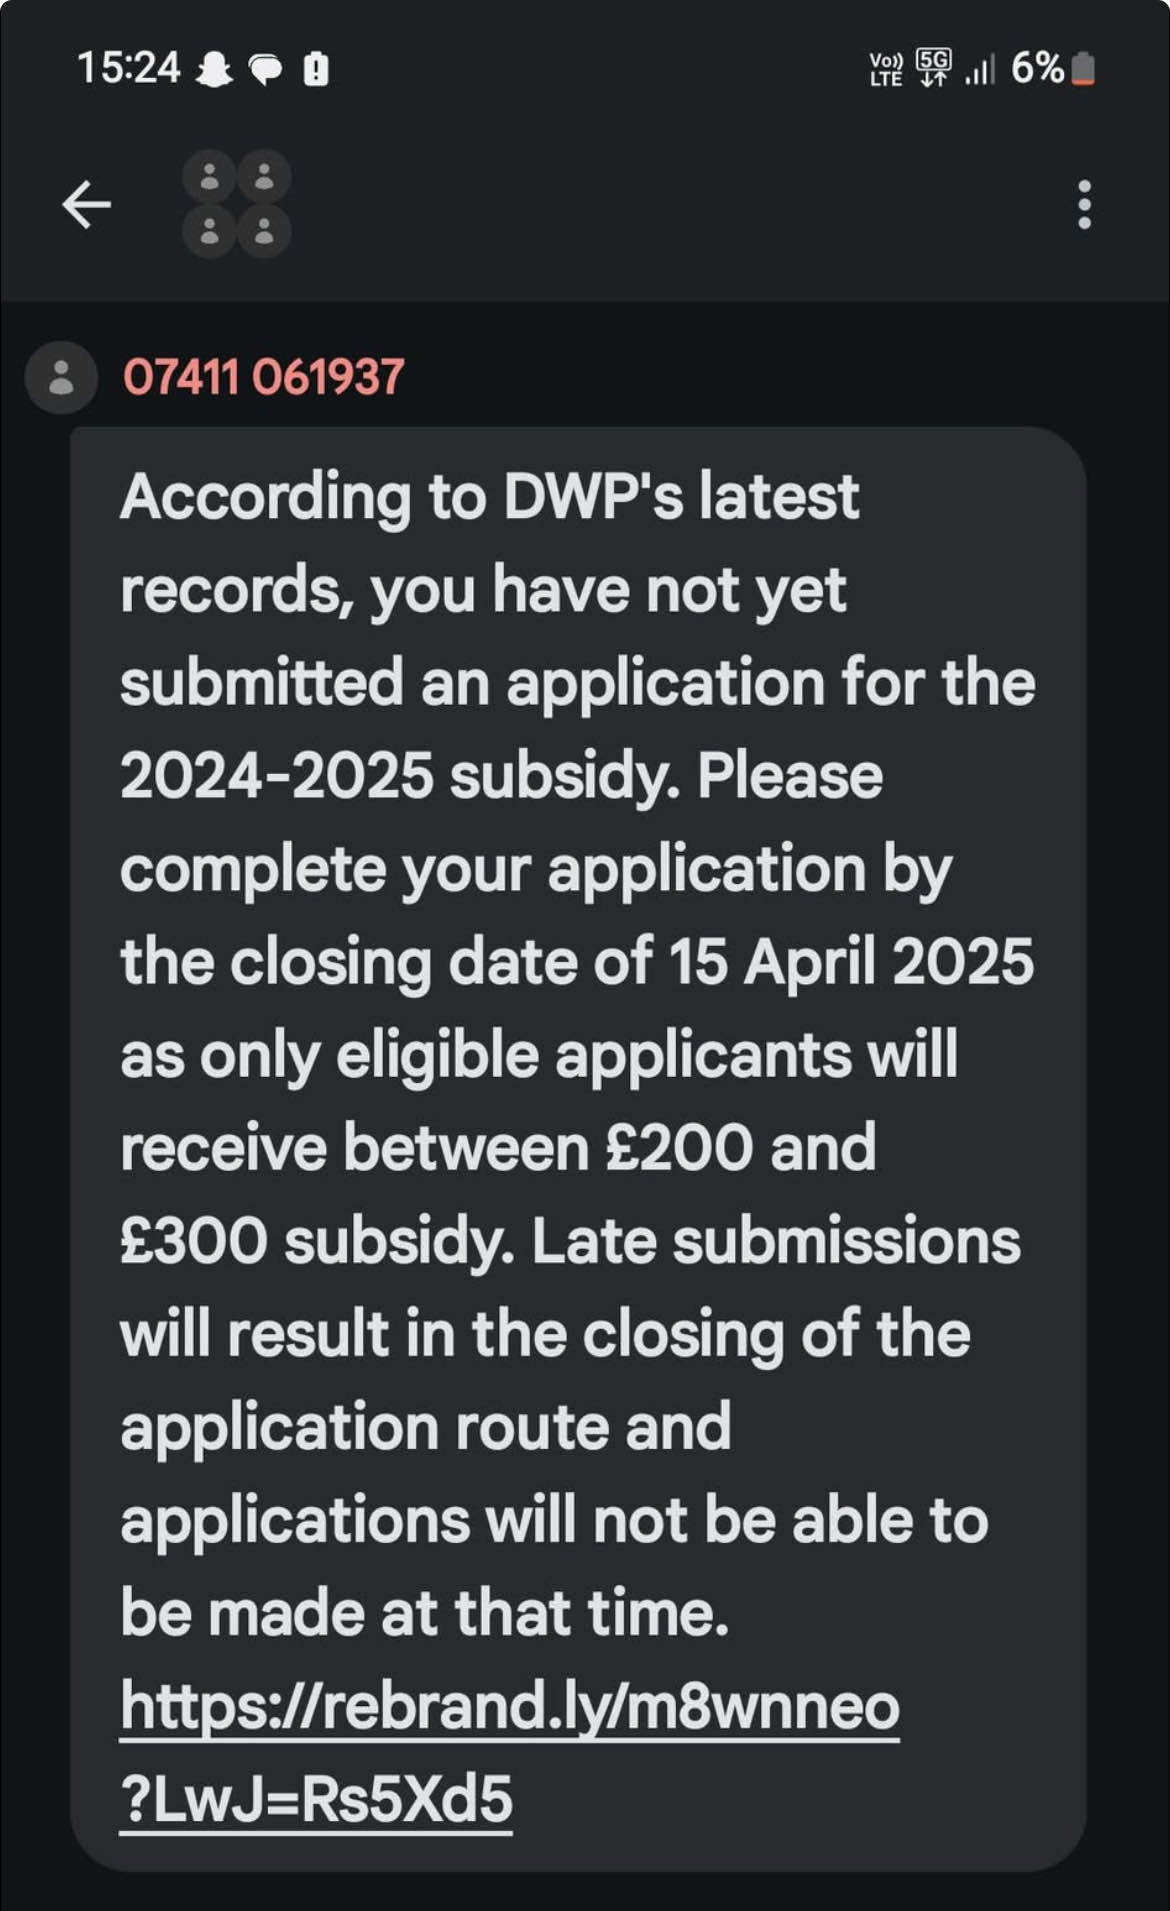 15:24
Vo)) LTE 5G 6%
07411 061937
According to DWP's latest
records, you have not yet
submitted an application for the
2024-2025 subsidy. Please
complete your application by
the closing date of 15 April 2025
as only eligible applicants will
receive between £200 and
£300 subsidy. Late submissions
will result in the closing of the
application route and
applications will not be able to
be made at that time.
https://rebrand.ly/m8wnneo
?LwJ=Rs5Xd5